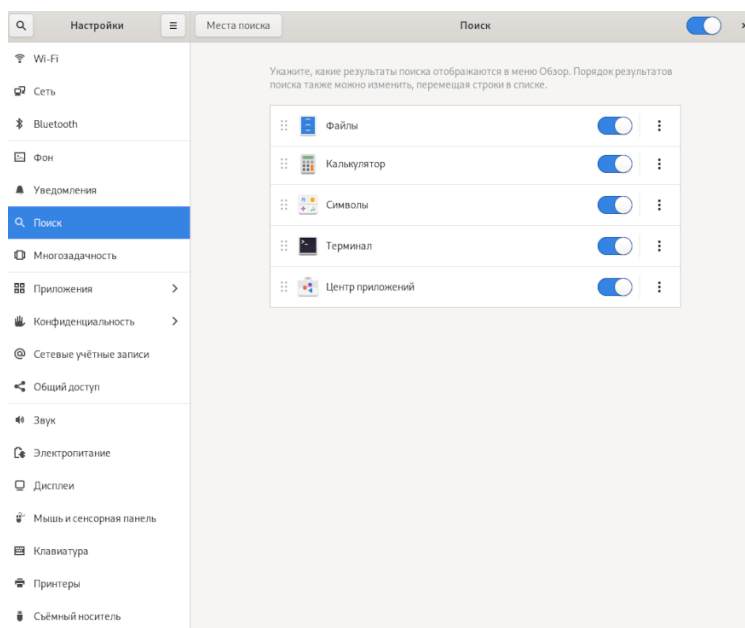 Настройки
Места поиска
Поиск
Wi-Fi
Сеть
Bluetooth
Фон
Уведомления
Поиск
Многозадачность
Приложения
Конфиденциальность
Сетевые учётные записи
Общий доступ
Звук
Электропитание
Дисплеи
Мышь и сенсорная панель
Клавиатура
Принтеры
Съёмный носитель
Укажите, какие результаты поиска отображаются в меню Обзор. Порядок результатов
поиска также можно изменить, перемещая строки в списке.
Файлы
Калькулятор
Символы
Терминал
Центр приложений